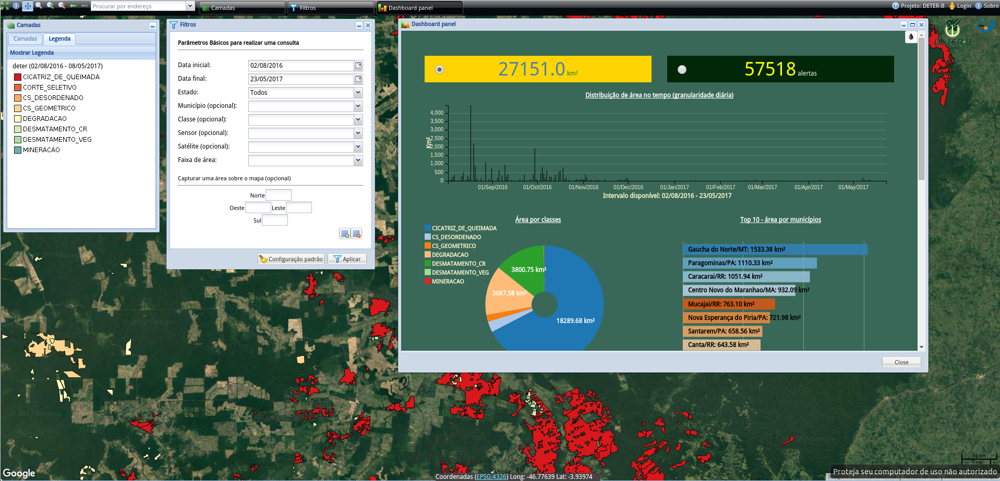 Procurar por endereço
Camadas
Filtros
Dashboard panel
Projeto: DETER-B
Login
Sobre
Camadas
Camadas
Legenda
Mostrar Legenda
deter (02/08/2016 - 08/05/2017)
CICATRIZ_DE_QUEIMADA
CORTE_SELETIVO
CS_DESORDENADO
CS_GEOMETRICO
DEGRADACAO
DESMATAMENTO_CR
DESMATAMENTO_VEG
MINERACAO
Filtros
Parâmetros Básicos para realizar uma consulta
Data inicial: 02/08/2016
Data final: 23/05/2017
Estado: Todos
Município (opcional):
Classe (opcional):
Sensor (opcional):
Satélite (opcional):
Faixa de área:
Capturar uma área sobre o mapa (opcional)
Norte
Oeste Leste
Sul
Configuração padrão
Aplicar
Dashboard panel
DETER-B
27151.0 km²
57518 alertas
Distribuição de área no tempo (granularidade diária)
Km²
4,000
3,500
3,000
2,500
2,000
1,500
1,000
500
0
01/Sep/2016 01/Oct/2016 01/Nov/2016 01/Dec/2016 01/Jan/2017 01/Feb/2017 01/Mar/2017 01/Apr/2017 01/May/2017
Intervalo disponível: 02/08/2016 - 23/05/2017
Área por classes
CICATRIZ_DE_QUEIMADA
CS_DESORDENADO
CS_GEOMETRICO
DEGRADACAO
DESMATAMENTO_CR
DESMATAMENTO_VEG
MINERACAO
3800.75 km²
3687.58 km²
18289.68 km²
Top 10 - área por municípios
Gaucha do Norte/MT: 1533.38 km²
Paragominas/PA: 1110.33 km²
Caracarai/RR: 1051.94 km²
Centro Novo do Maranhao/MA: 932.09 km²
Mucajai/RR: 763.10 km²
Nova Esperança do Piria/PA: 721.98 km²
Santarem/PA: 658.56 km²
Canta/RR: 643.58 km²
Close
© 2017 Google
© 2017 Google
© 2017 Google
Google
Coordenadas (EPSG:4326) Long: -46.77639 Lat: -3.93974
10 km
5 mi
Proteja seu computador de uso não autorizado